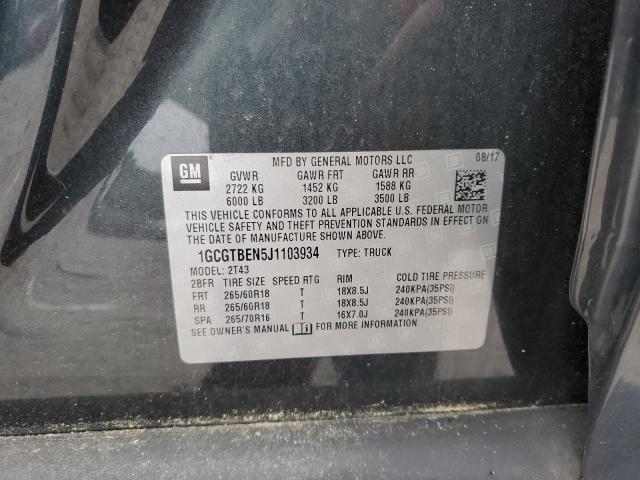 GM
MFD BY GENERAL MOTORS LLC 08/17
GVWR GAWR FRT GAWR RR
2722 KG 1452 KG 1588 KG
6000 LB 3200 LB 3500 LB
THIS VEHICLE CONFORMS TO ALL APPLICABLE U.S. FEDERAL MOTOR
VEHICLE SAFETY AND THEFT PREVENTION STANDARDS IN EFFECT ON
THE DATE OF MANUFACTURE SHOWN ABOVE.
1GCGTBEN5J1103934 TYPE: TRUCK
MODEL: 2T43
2BFR TIRE SIZE SPEED RTG RIM COLD TIRE PRESSURE
FRT 265/60R18 T 18X8.5J 240KPA(35PSI)
RR 265/60R18 T 18X8.5J 240KPA(35PSI)
SPA 265/70R16 T 16X7.0J 240KPA(35PSI)
SEE OWNER'S MANUAL FOR MORE INFORMATION